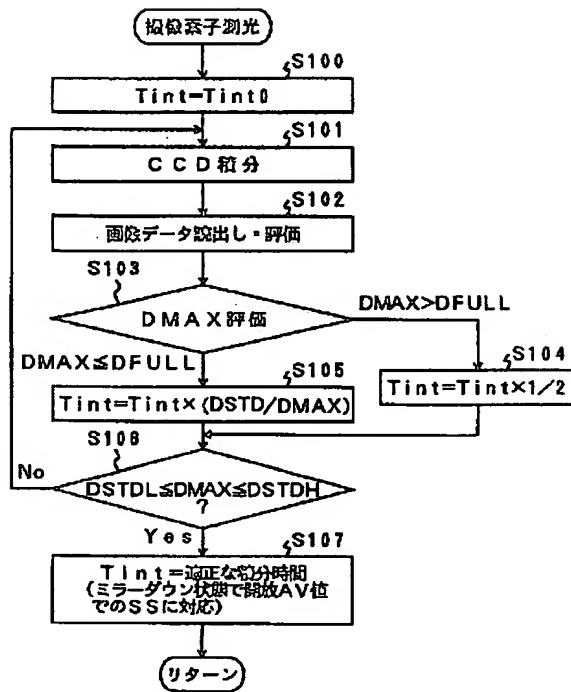 撮像素子測光
S100
Tint=Tint0
S101
CCD積分
S102
画像データ読出し・評価
S103
DMAX評価
DMAX>DFULL
DMAX≦DFULL
S104
Tint=Tint×1/2
S105
Tint=Tint×(DSTD/DMAX)
S106
No
DSTDL≦DMAX≦DSTDH
?
Yes
S107
Tint=適正な積分時間
(ミラーダウン状態で開放AV値
でのSSに対応)
リターン